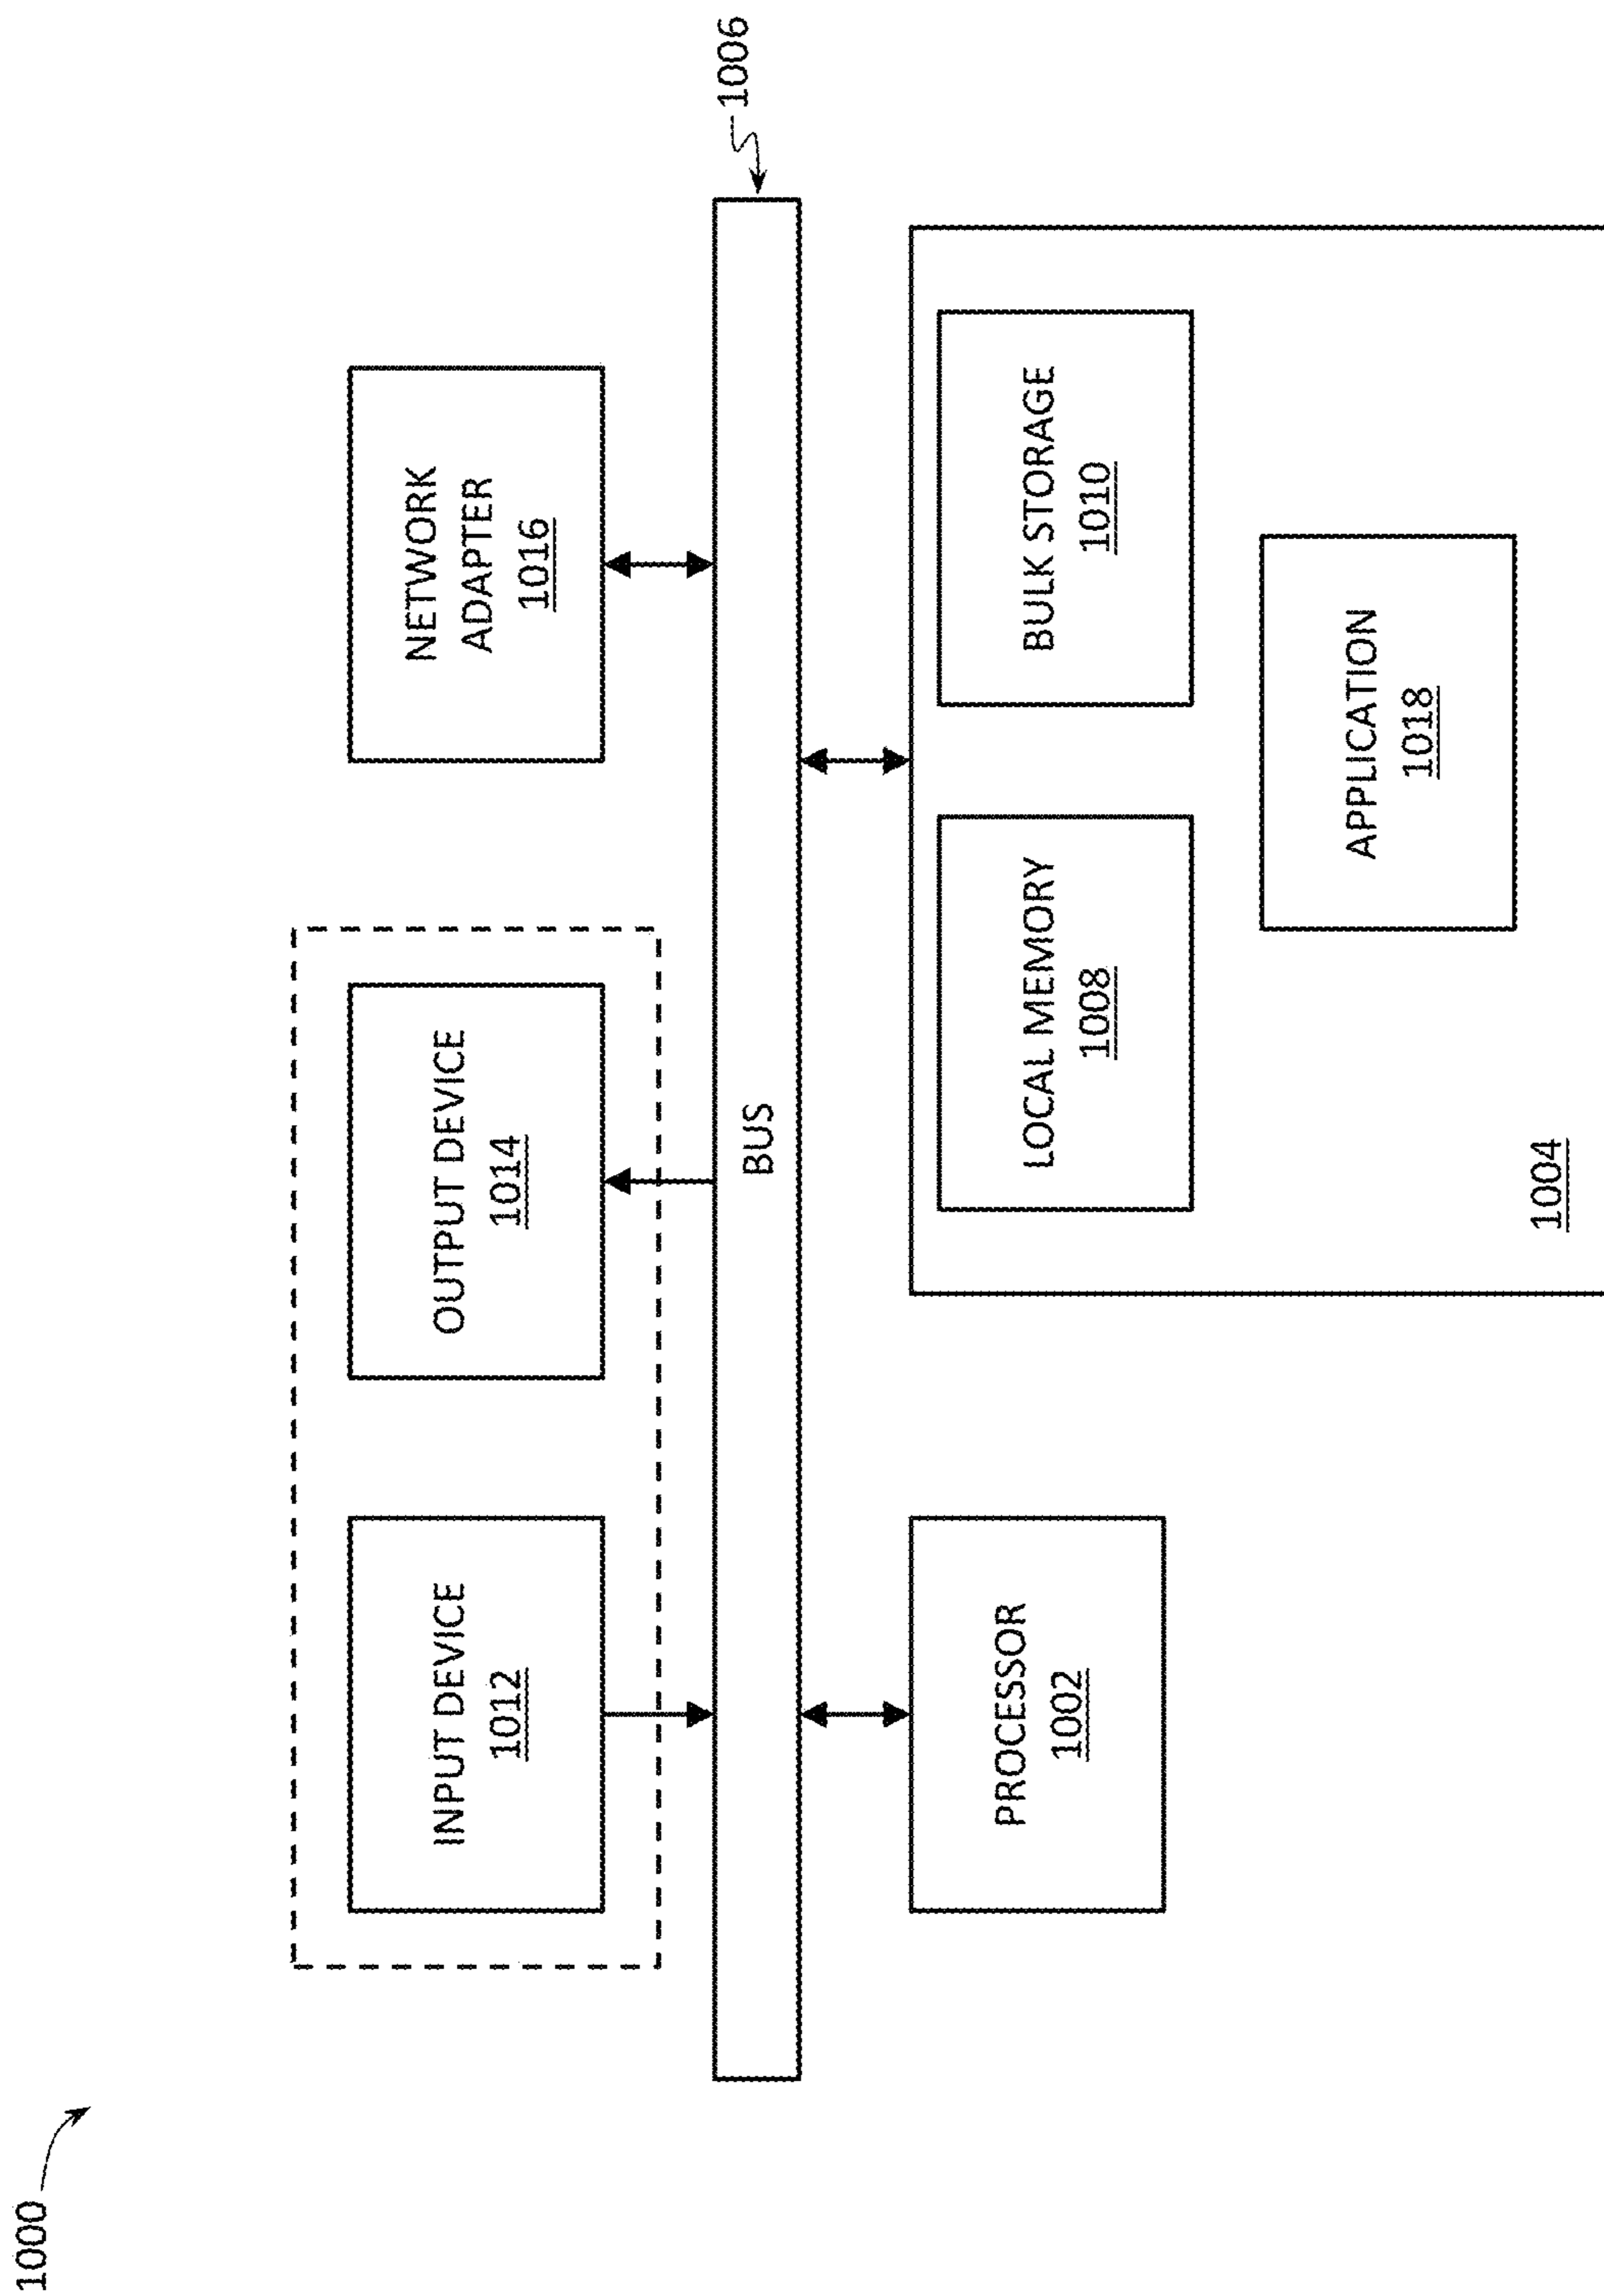 1000
INPUT DEVICE
1012
OUTPUT DEVICE
1014
NETWORK
ADAPTER
1016
BUS
1006
PROCESSOR
1002
LOCAL MEMORY
1008
BULK STORAGE
1010
APPLICATION
1018
1004